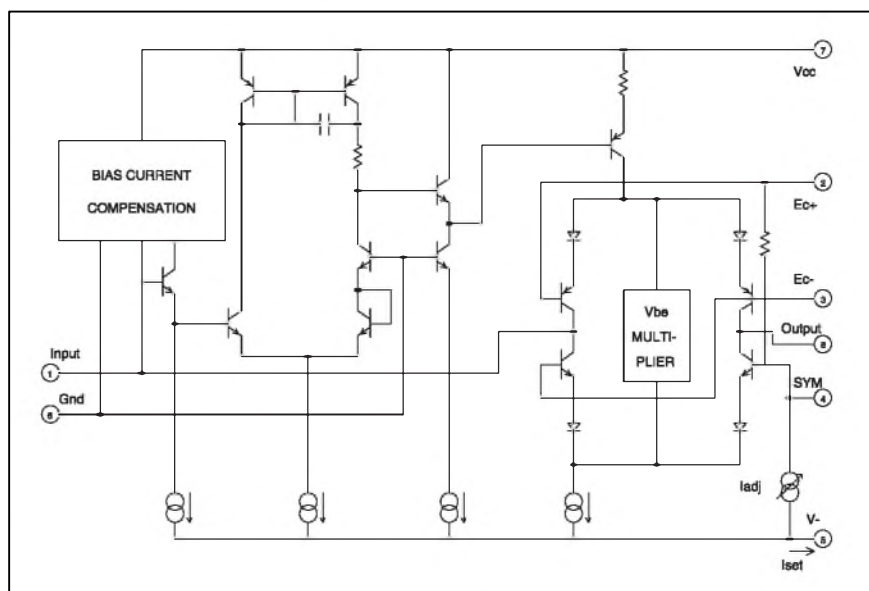 7
Vcc
BIAS CURRENT
COMPENSATION
2
Ec+
Ec-
3
Vbe
MULTI-
PLIER
Output
8
Input
1
SYM
4
Gnd
6
Iadj
V-
5
Iset